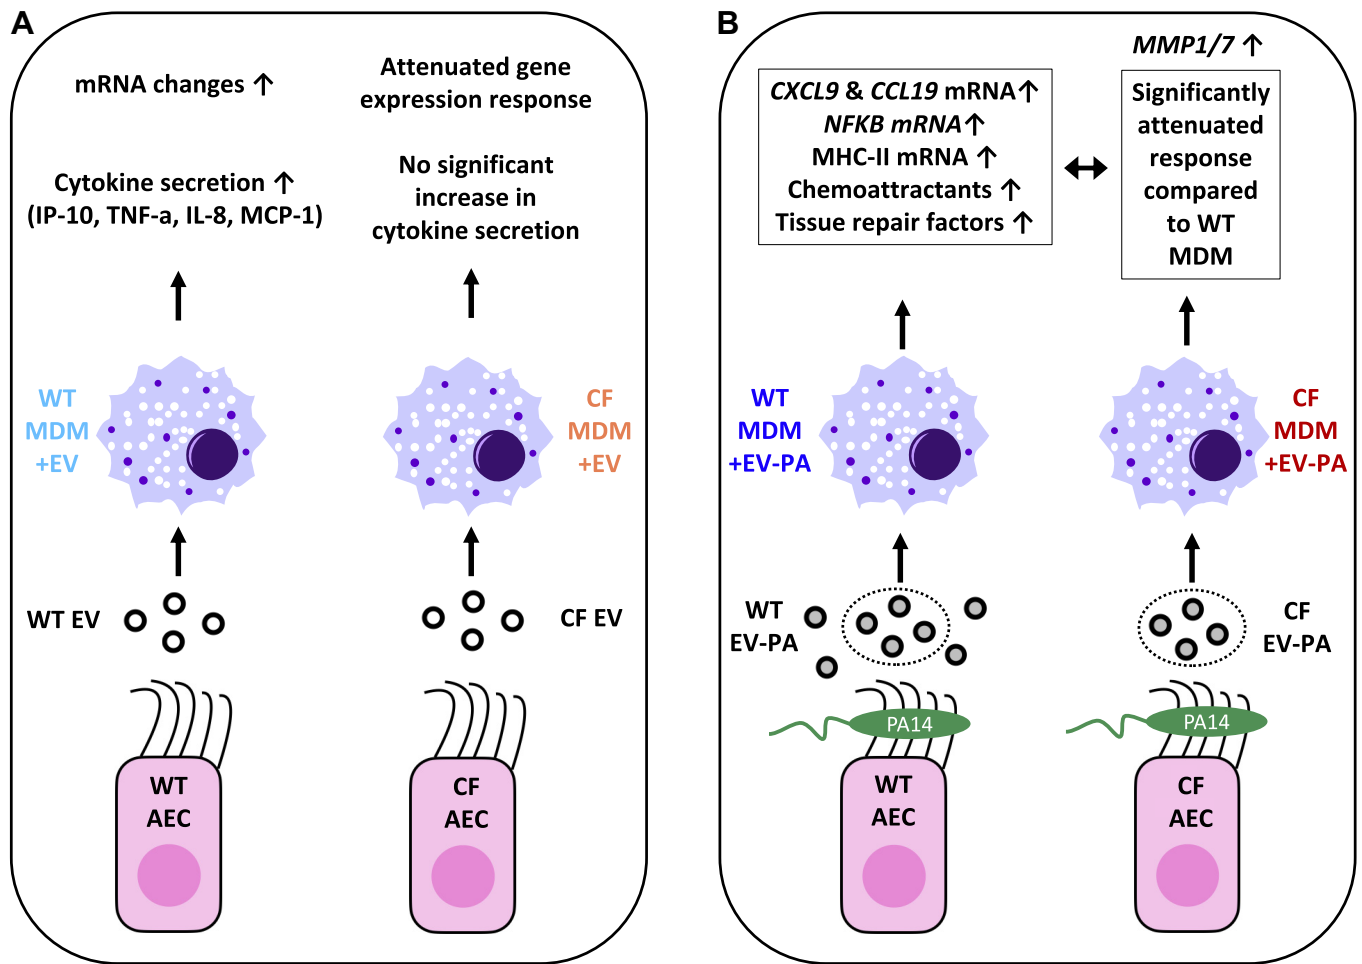 A
mRNA changes ↑
Attenuated gene
expression response
Cytokine secretion ↑
(IP-10, TNF-a, IL-8, MCP-1)
No significant
increase in
cytokine secretion
WT
MDM
+EV
CF
MDM
+EV
WT EV
CF EV
WT
AEC
CF
AEC
B
CXCL9 & CCL19 mRNA↑
NFKB mRNA↑
MHC-II mRNA ↑
Chemoattractants ↑
Tissue repair factors ↑
MMP1/7 ↑
Significantly
attenuated
response
compared
to WT
MDM
WT
MDM
+EV-PA
CF
MDM
+EV-PA
WT
EV-PA
CF
EV-PA
PA14
PA14
WT
AEC
CF
AEC